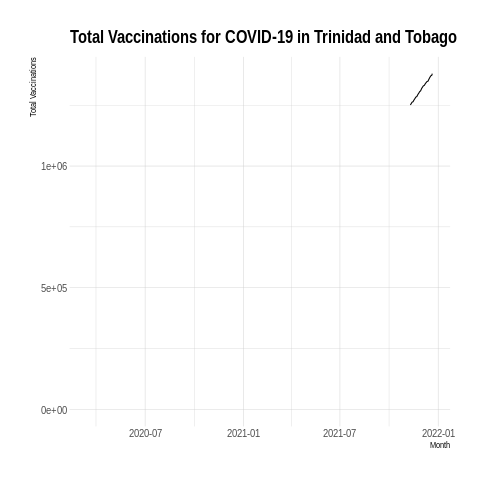 Total Vaccinations for COVID-19 in Trinidad and Tobago
Total Vaccinations
1e+06
5e+05
0e+00
2020-07 2021-01 2021-07 2022-01
Month